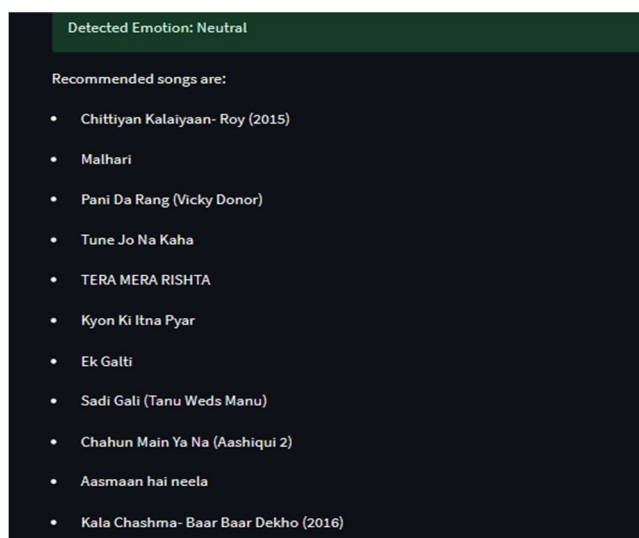 Detected Emotion: Neutral
Recommended songs are:
• Chittiyan Kalaiyaan- Roy (2015)
• Malhari
• Pani Da Rang (Vicky Donor)
• Tune Jo Na Kaha
• TERA MERA RISHTA
• Kyon Ki Itna Pyar
• Ek Galti
• Sadi Gali (Tanu Weds Manu)
• Chahun Main Ya Na (Aashiqui 2)
• Aasmaan hai neela
• Kala Chashma- Baar Baar Dekho (2016)